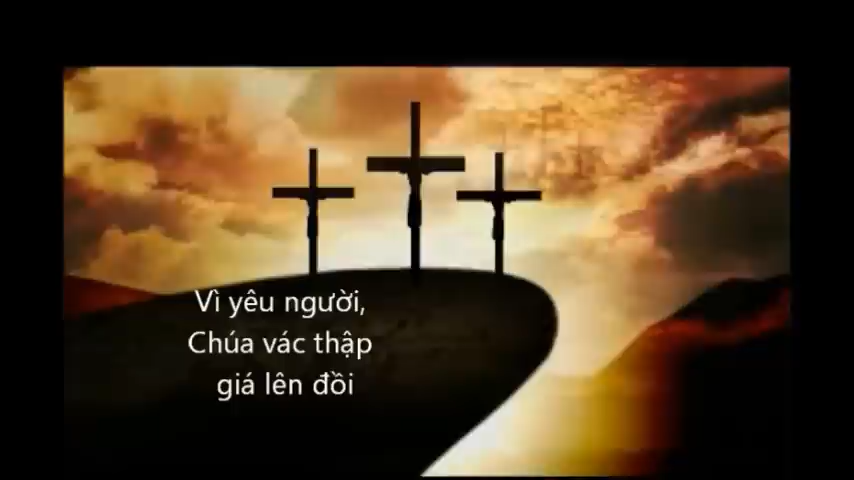 Vì yêu người,
Chúa vác thập
giá lên đồi